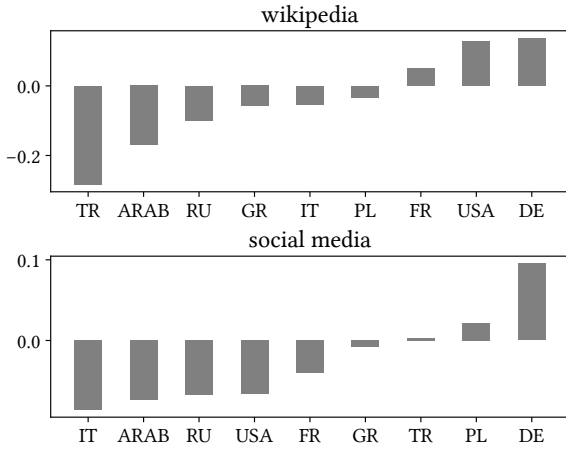 wikipedia
0.0
−0.2
TR ARAB RU GR IT PL FR USA DE
social media
0.1
0.0
IT ARAB RU USA FR GR TR PL DE